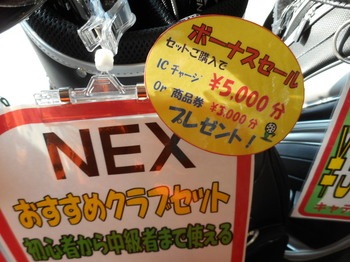 ボーナスセール
セットご購入で
ICチャージ ¥5,000分
or 商品券 ¥3,000分
プレゼント！
NEX
おすすめクラブセット
初心者から中級者まで使える